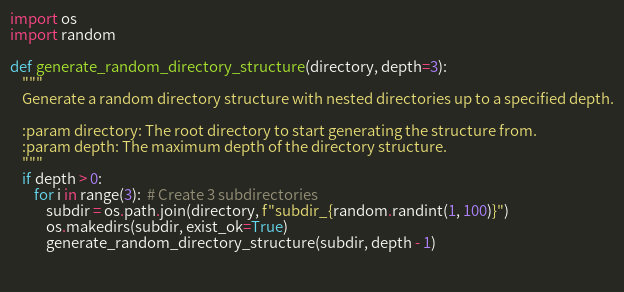 import os
import random

def generate_random_directory_structure(directory, depth=3):
    """
    Generate a random directory structure with nested directories up to a specified depth.

    :param directory: The root directory to start generating the structure from.
    :param depth: The maximum depth of the directory structure.
    """
    if depth > 0:
        for i in range(3):  # Create 3 subdirectories
            subdir = os.path.join(directory, f"subdir_{random.randint(1, 100)}")
            os.makedirs(subdir, exist_ok=True)
            generate_random_directory_structure(subdir, depth - 1)